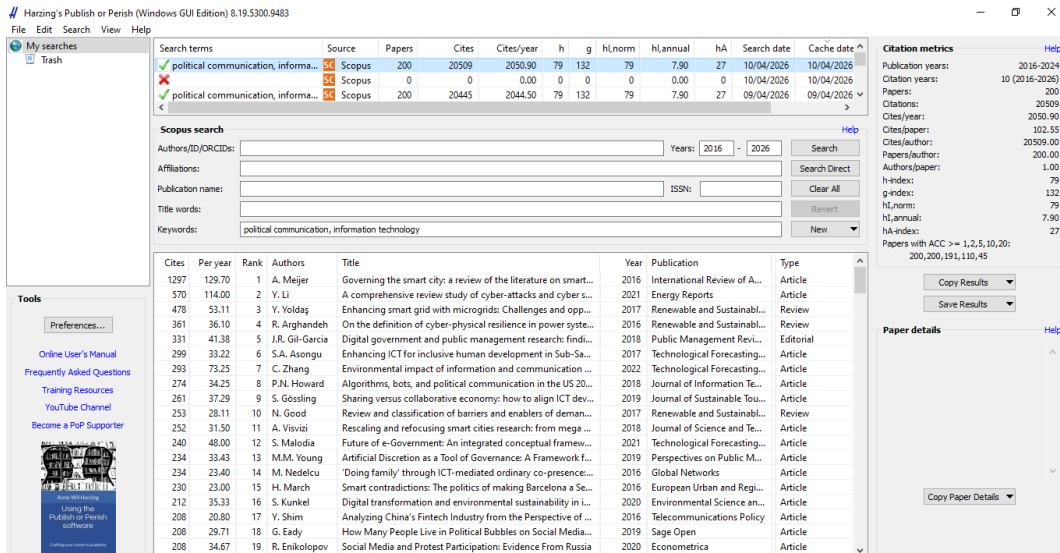 Harzing's Publish or Perish (Windows GUI Edition) 8.19.5300.9483
File Edit Search View Help
My searches
Trash
Search terms Source Papers Cites Cites/year h g hI,norm hI,annual hA Search date Cache date
political communication, informa... SC Scopus 200 20509 2050.90 79 132 79 7.90 27 10/04/2026 10/04/2026
SC Scopus 0 0 0.00 0 0 0 0.00 0 10/04/2026 10/04/2026
political communication, informa... SC Scopus 200 20445 2044.50 79 132 79 7.90 27 09/04/2026 09/04/2026
Scopus search Help
Authors/ID/ORCIDs: Years: 2016 - 2026 Search
Affiliations: Search Direct
Publication name: ISSN: Clear All
Title words: Revert
Keywords: political communication, information technology New
Cites Per year Rank Authors Title Year Publication Type
1297 129.70 1 A. Meijer Governing the smart city: a review of the literature on smart... 2016 International Review of A... Article
570 114.00 2 Y. Li A comprehensive review study of cyber-attacks and cyber s... 2021 Energy Reports Article
478 53.11 3 Y. Yoldaş Enhancing smart grid with microgrids: Challenges and opp... 2017 Renewable and Sustainabl... Review
361 36.10 4 R. Arghandeh On the definition of cyber-physical resilience in power syste... 2016 Renewable and Sustainabl... Article
331 41.38 5 J.R. Gil-Garcia Digital government and public management research: findi... 2018 Public Management Revi... Editorial
299 33.22 6 S.A. Asongu Enhancing ICT for inclusive human development in Sub-Sa... 2017 Technological Forecasting... Article
293 73.25 7 C. Zhang Environmental impact of information and communication ... 2022 Technological Forecasting... Article
274 34.25 8 P.N. Howard Algorithms, bots, and political communication in the US 20... 2018 Journal of Information Te... Article
261 37.29 9 S. Gössling Sharing versus collaborative economy: how to align ICT dev... 2019 Journal of Sustainable Tou... Article
253 28.11 10 N. Good Review and classification of barriers and enablers of deman... 2017 Renewable and Sustainabl... Review
252 31.50 11 A. Visvizi Rescaling and refocusing smart cities research: from mega ... 2018 Journal of Science and Te... Article
240 48.00 12 S. Malodia Future of e-Government: An integrated conceptual framew... 2021 Technological Forecasting... Article
234 33.43 13 M.M. Young Artificial Discretion as a Tool of Governance: A Framework f... 2019 Perspectives on Public M... Article
234 23.40 14 M. Nedelcu 'Doing family' through ICT-mediated ordinary co-presence:... 2016 Global Networks Article
230 23.00 15 H. March Smart contradictions: The politics of making Barcelona a Se... 2016 European Urban and Regi... Article
212 35.33 16 S. Kunkel Digital transformation and environmental sustainability in i... 2020 Environmental Science an... Article
208 20.80 17 Y. Shim Analyzing China's Fintech Industry from the Perspective of ... 2016 Telecommunications Policy Article
208 29.71 18 G. Eady How Many People Live in Political Bubbles on Social Media... 2019 Sage Open Article
208 34.67 19 R. Enikolopov Social Media and Protest Participation: Evidence From Russia 2020 Econometrica Article
Tools
Preferences...
Online User's Manual
Frequently Asked Questions
Training Resources
YouTube Channel
Become a PoP Supporter
Anne-Wil Harzing
Using the
Publish or Perish
software
Crafting your career in academia
Citation metrics Help
Publication years: 2016-2024
Citation years: 10 (2016-2026)
Papers: 200
Citations: 20509
Cites/year: 2050.90
Cites/paper: 102.55
Cites/author: 20509.00
Papers/author: 200.00
Authors/paper: 1.00
h-index: 79
g-index: 132
hI,norm: 79
hI,annual: 7.90
hA-index: 27
Papers with ACC >= 1,2,5,10,20:
200,200,191,110,45
Copy Results
Save Results
Paper details Help
Copy Paper Details